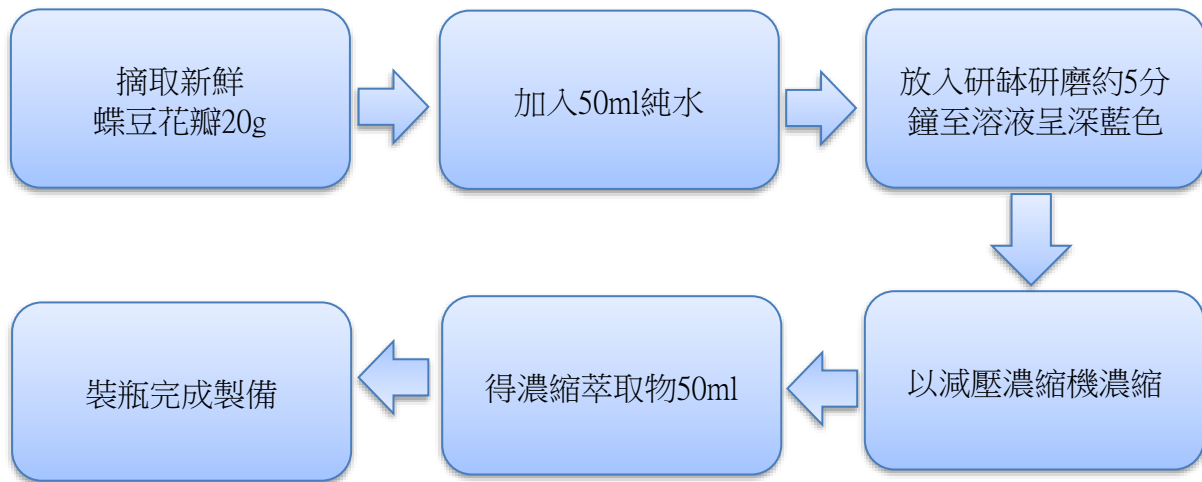 摘取新鮮
蝶豆花瓣20g
加入50ml純水
放入研缽研磨約5分
鐘至溶液呈深藍色
以減壓濃縮機濃縮
得濃縮萃取物50ml
裝瓶完成製備